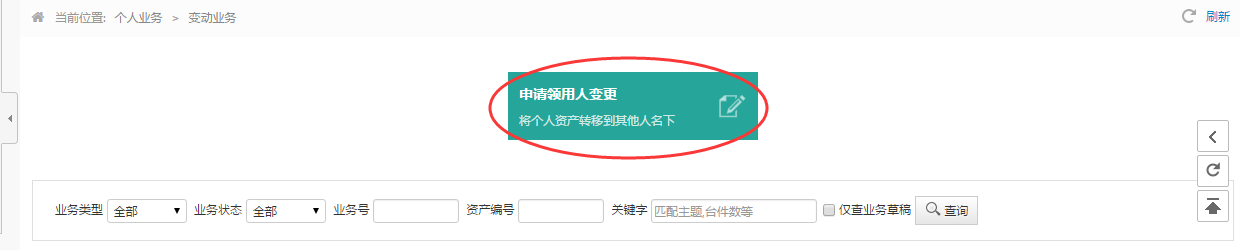 当前位置: 个人业务 > 变动业务 刷新
申请领用人变更
将个人资产转移到其他人名下
业务类型 全部 业务状态 全部 业务号 资产编号 关键字 匹配主题,台件数等 仅查业务草稿 查询